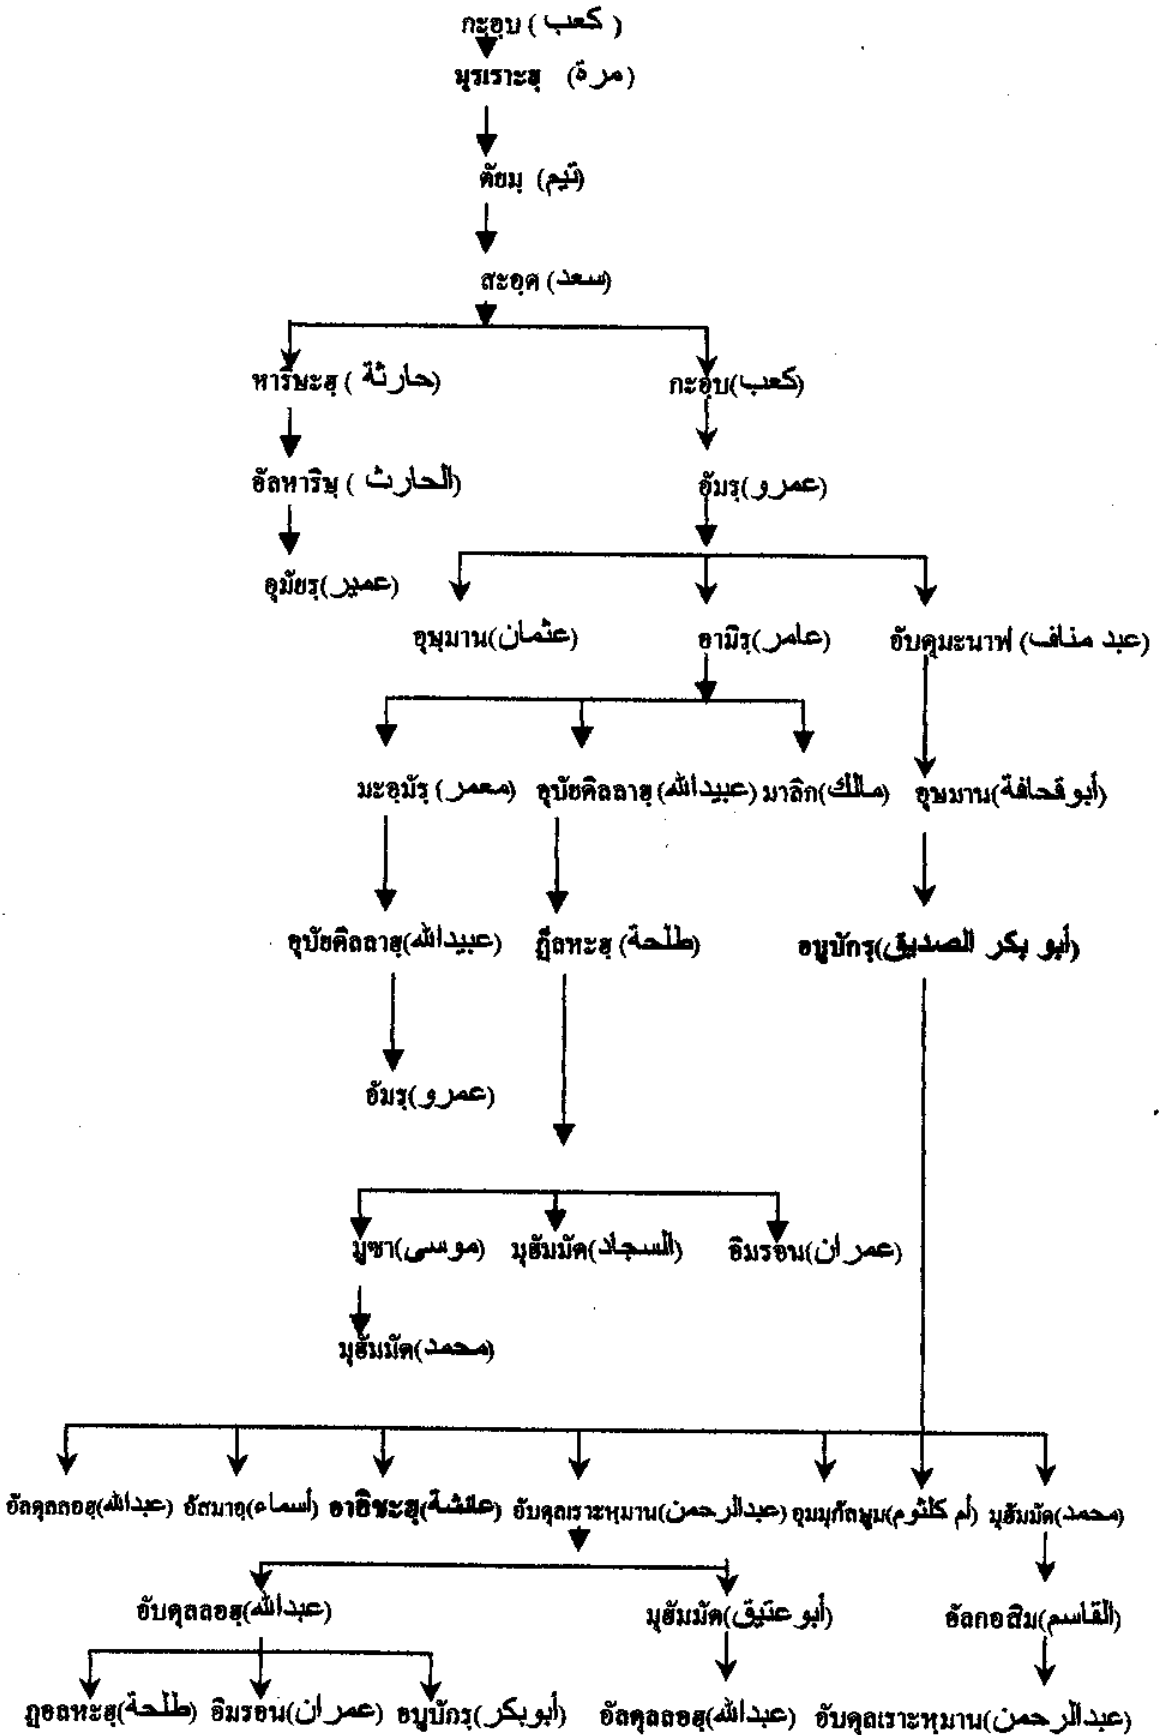 กะอฺบ ( كعب )
มุรเราะฮฺ (مرة)
ตัยมฺ (تيم)
สะอฺด (سعد)
หาริษะฮฺ ( حارثة) กะอฺบ(كعب)
อัลหาริษฺ ( الحارث) อัมรฺ(عمرو)
อุมัยรฺ(عمير)
อุษฺมาน(عثمان) อามิรฺ(عامر) อับดุมะนาฟ (عبد مناف)
มะอฺมัรฺ (معمر) อุบัยดิลลาฮฺ (عبيدالله) มาลิก(مالك) อุษมาน(أبو قحافة)
อุบัยดิลลาฮฺ(عبيدالله) ฏ็ลหะฮฺ (طلحة) อบูบักรฺ(أبو بكر الصديق)
อัมรฺ(عمرو)
มูซา(موسى) มุฮัมมัด(السجاد) อิมรอน(عمران)
มุฮัมมัด(محمد)
อัลดุลลอฮฺ(عبدالله) อัสมาอฺ(أسماء) อาอิชะฮฺ(عائشة) อับดุลเราะหฺมาน(عبدالرحمن) อุมมุกัลษูม(أم كلثوم) มุฮัมมัด(محمد)
อับดุลลอฮฺ(عبدالله) มุฮัมมัด(أبو عتيق) อัลกอสิม(القاسم)
ฏอลหะฮฺ(طلحة) อิมรอน(عمران) อบูบักรฺ(أبوبكر) อัลดุลลอฮฺ(عبدالله) อับดุลเราะหฺมาน(عبدالرحمن)